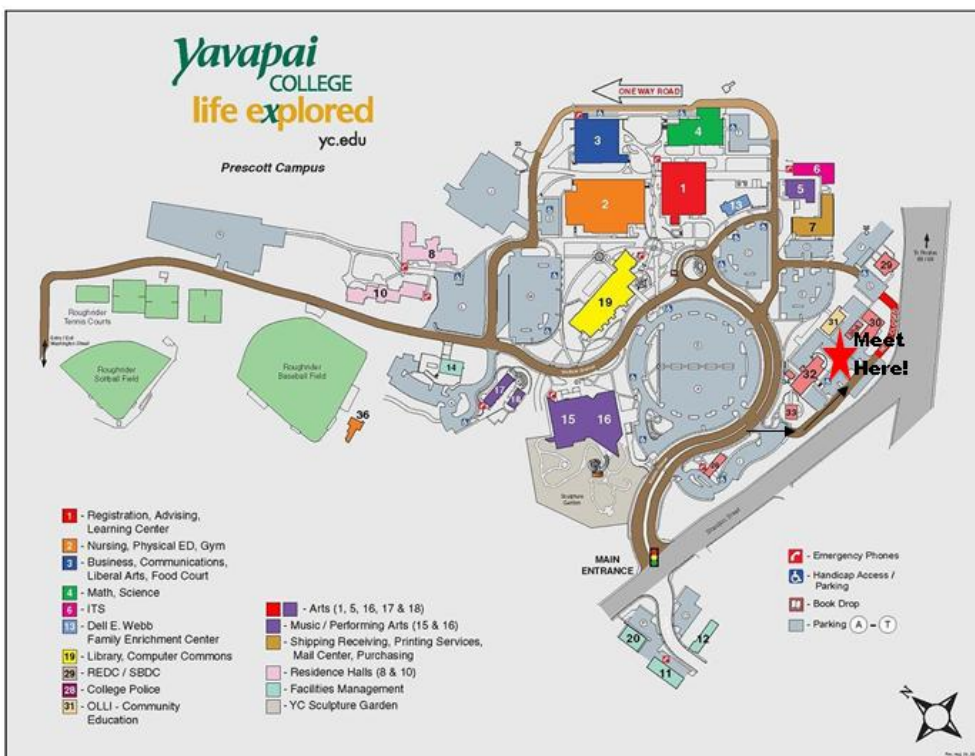 Yavapai
COLLEGE
life explored
yc.edu
Prescott Campus
ONE WAY ROAD
3
4
1
6
5
2
13
7
8
10
19
29
31
30
32
33
Meet
Here!
Roughrider
Tennis Courts
Roughrider
Softball Field
Roughrider
Baseball Field
14
17
18
15
16
36
28
Sculpture
Garden
MAIN
ENTRANCE
Sheldon Street
20
12
11
1 - Registration, Advising,
Learning Center
2 - Nursing, Physical ED, Gym
3 - Business, Communications,
Liberal Arts, Food Court
4 - Math, Science
6 - ITS
13 - Dell E. Webb
Family Enrichment Center
19 - Library, Computer Commons
29 - REDC / SBDC
28 - College Police
31 - OLLI - Community
Education
- Arts (1, 5, 16, 17 & 18)
- Music / Performing Arts (15 & 16)
- Shipping Receiving, Printing Services,
Mail Center, Purchasing
- Residence Halls (8 & 10)
- Facilities Management
- YC Sculpture Garden
- Emergency Phones
- Handicap Access /
Parking
- Book Drop
- Parking A - T
N